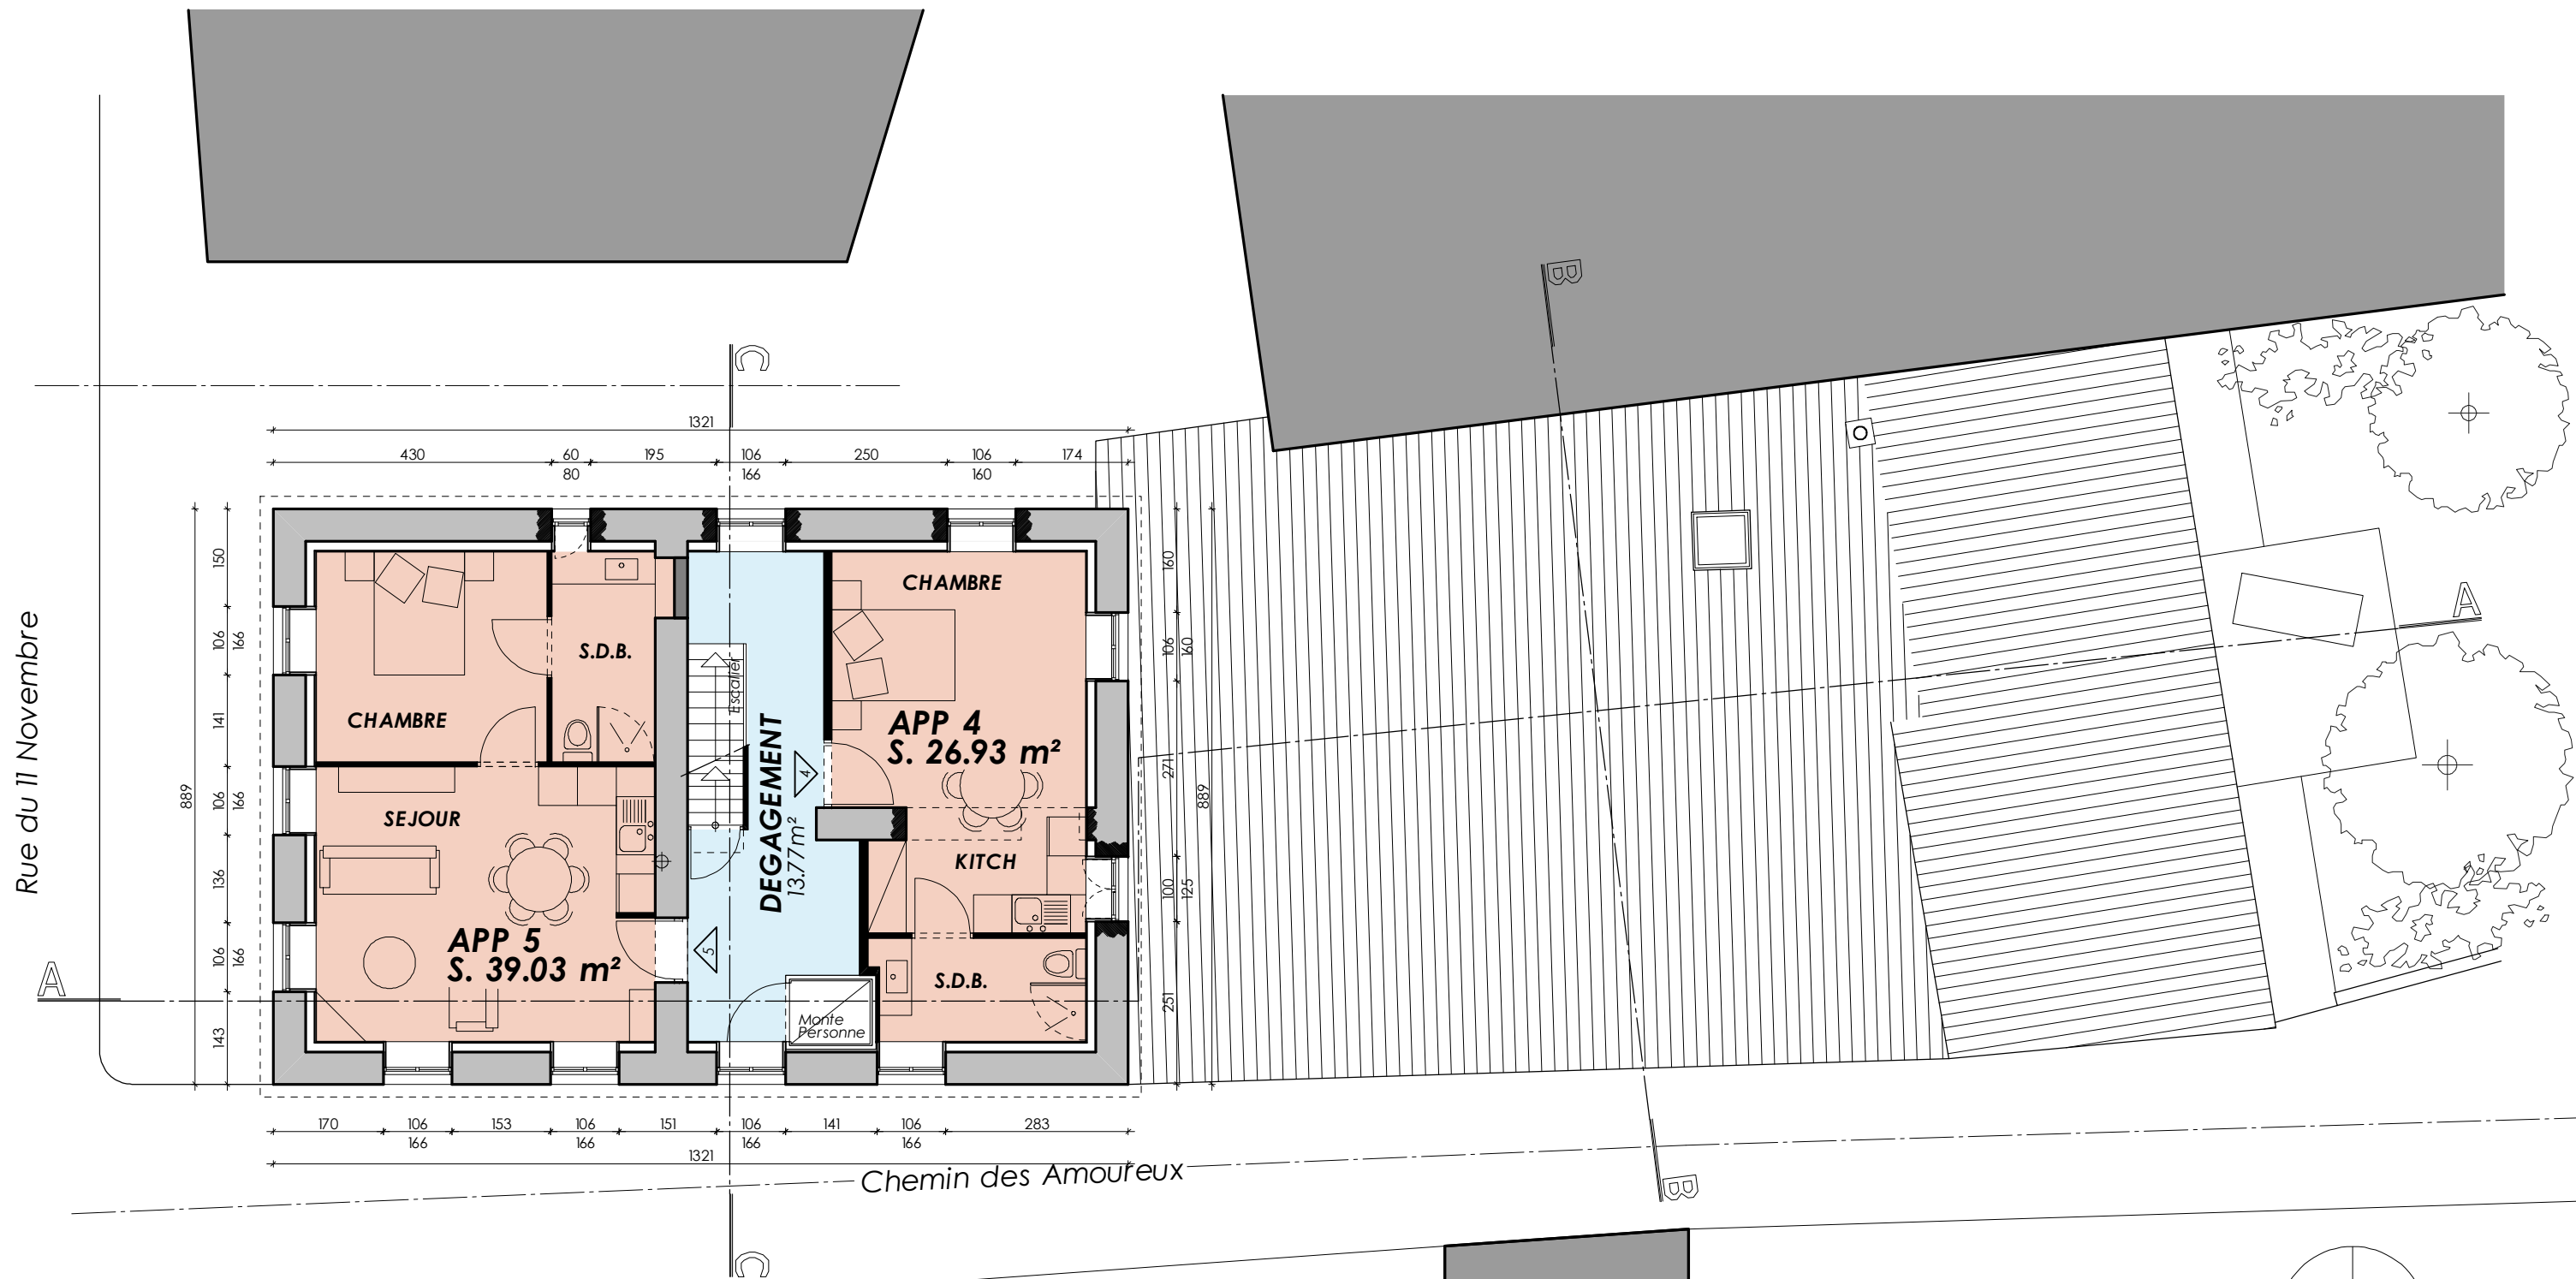 B
C
1321
430
60
195
106
250
106
174
80
166
160
Rue du 11 Novembre
889
150
106
166
141
106
166
136
106
166
143
CHAMBRE
S.D.B.
CHAMBRE
SEJOUR
APP 5
S. 39.03 m²
Escalier
DEGAGEMENT
13.77m²
4
5
Monte
Personne
CHAMBRE
APP 4
S. 26.93 m²
KITCH
S.D.B.
160
106
160
271
100
125
251
889
A
A
170
106
153
106
151
106
141
106
283
166
166
166
166
1321
Chemin des Amoureux
B
C